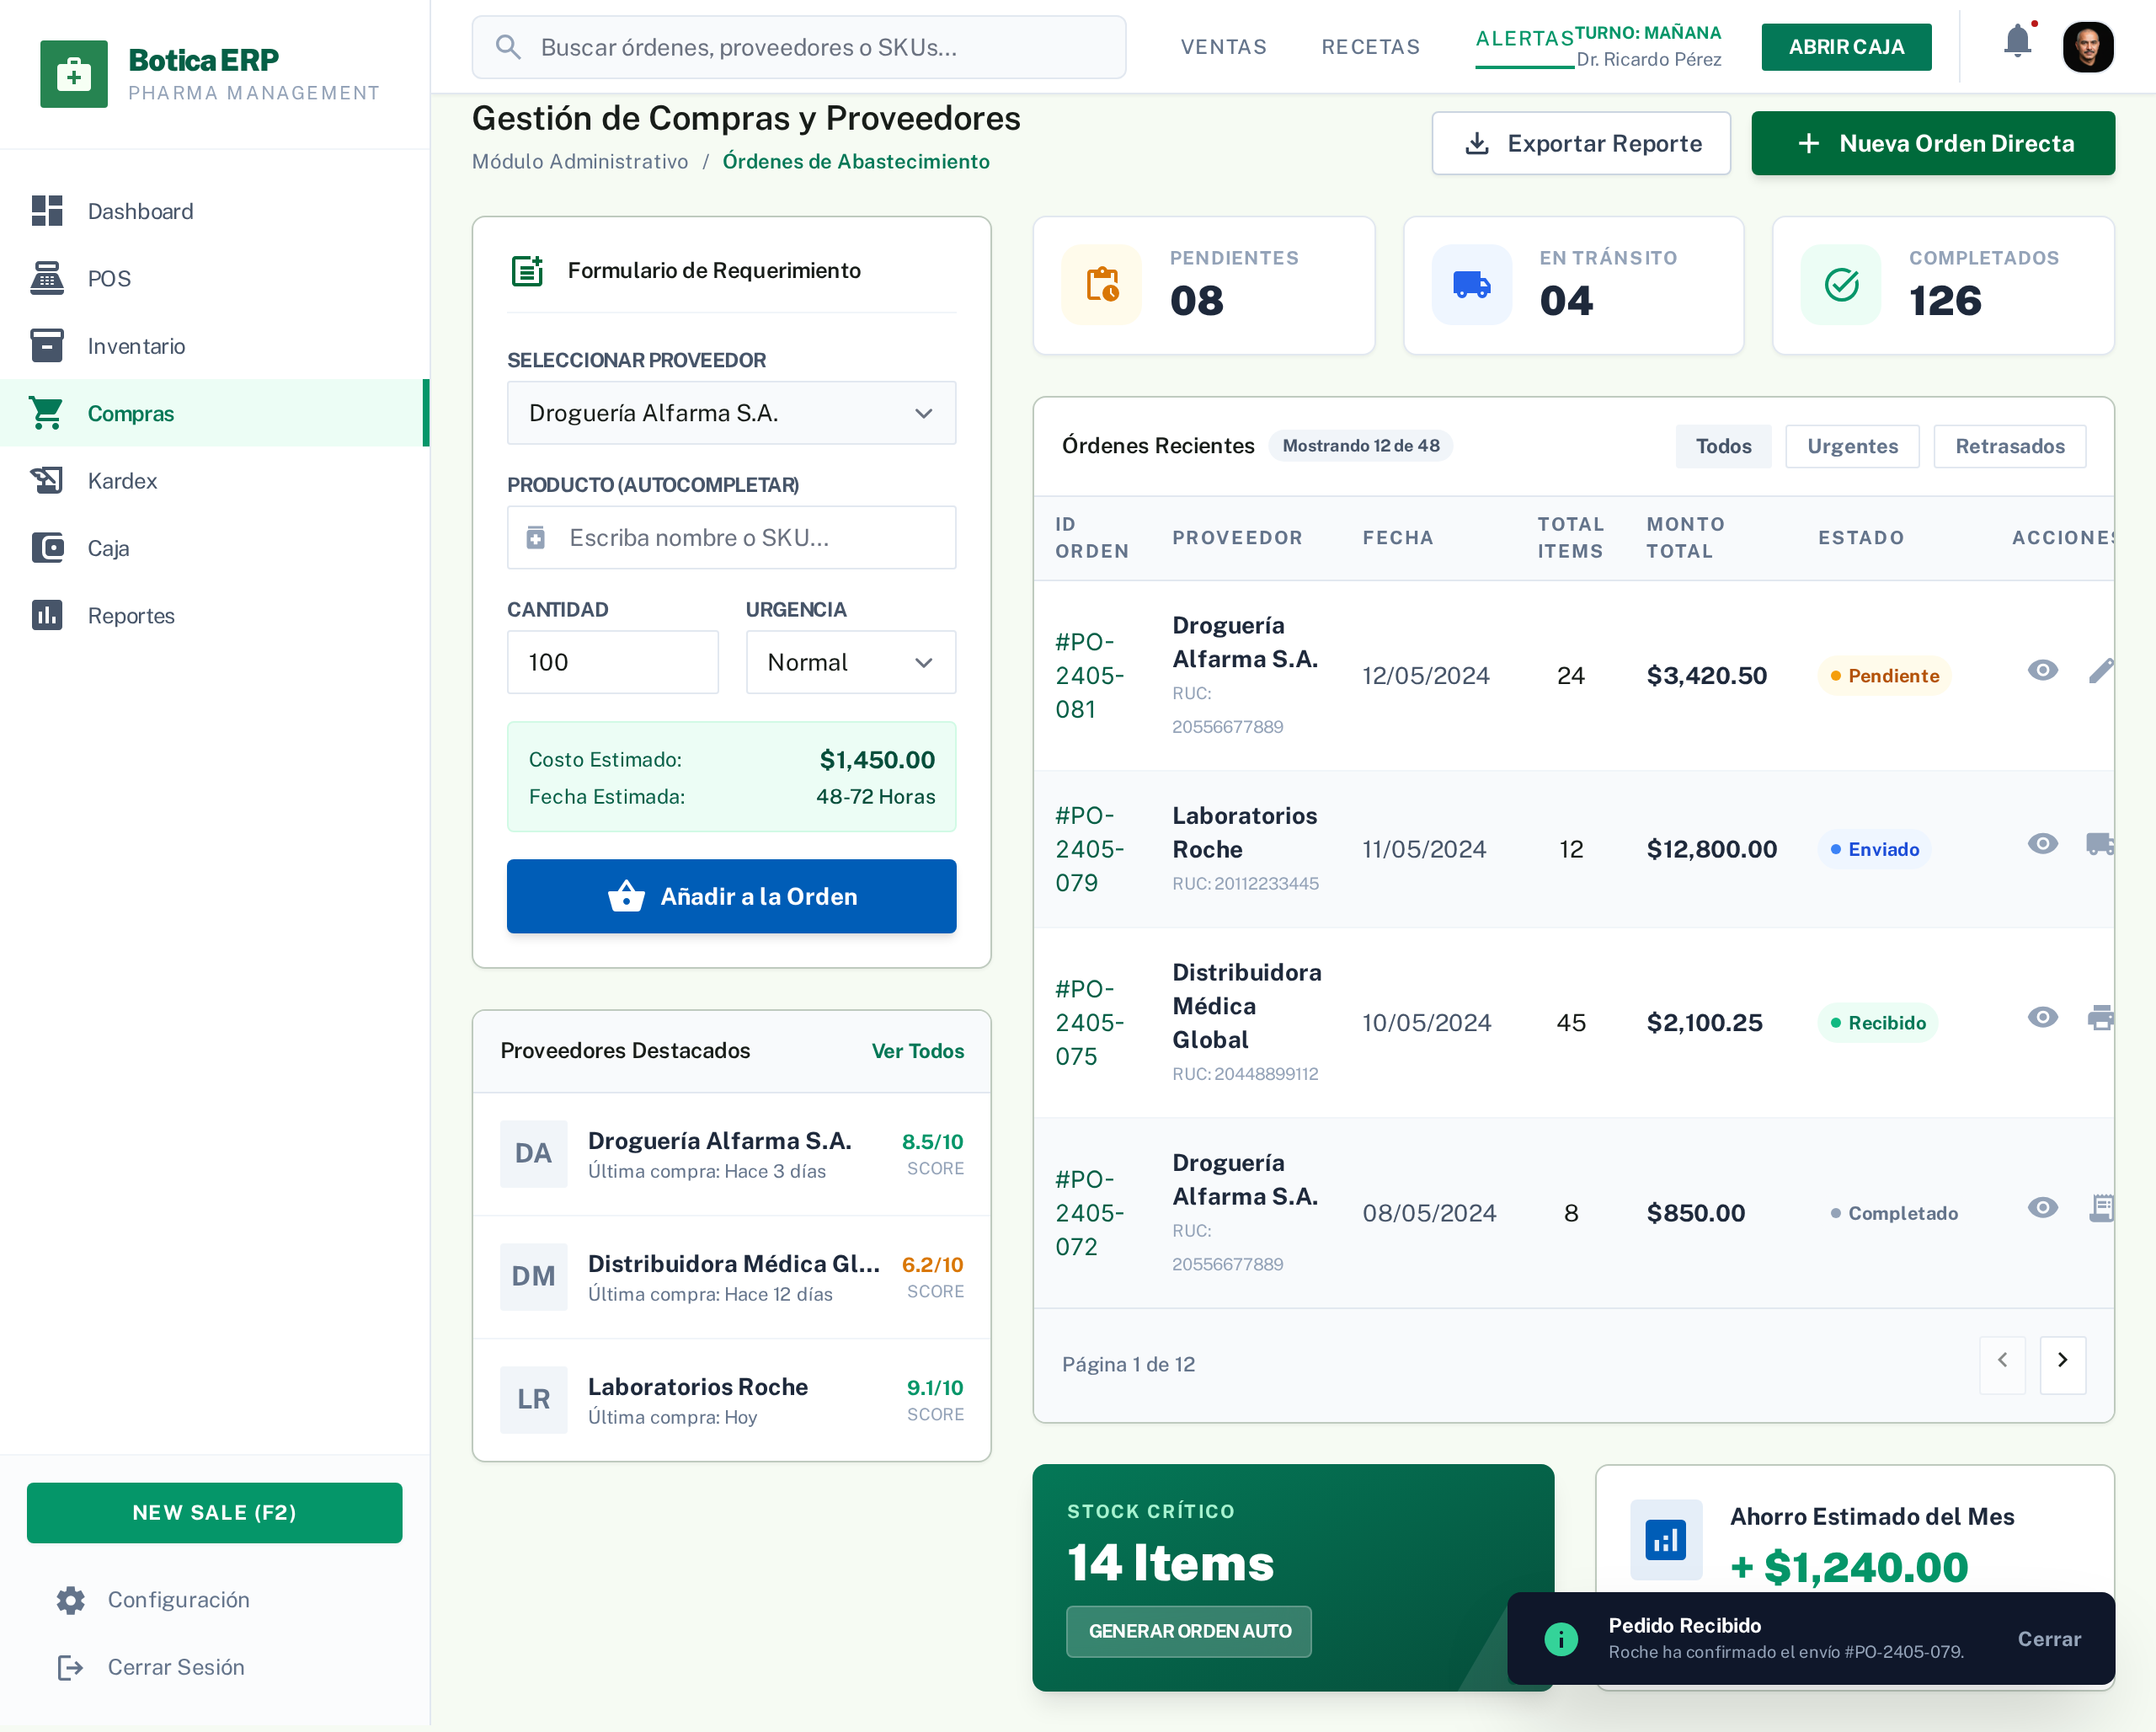 Botica ERP
PHARMA MANAGEMENT
Dashboard
POS
Inventario
Compras
Kardex
Caja
Reportes
NEW SALE (F2)
Configuración
Cerrar Sesión
Buscar órdenes, proveedores o SKUs...
VENTAS
RECETAS
ALERTAS
TURNO: MAÑANA
Dr. Ricardo Pérez
ABRIR CAJA
Gestión de Compras y Proveedores
Módulo Administrativo / Órdenes de Abastecimiento
Exportar Reporte
Nueva Orden Directa
Formulario de Requerimiento
SELECCIONAR PROVEEDOR
Droguería Alfarma S.A.
PRODUCTO (AUTOCOMPLETAR)
Escriba nombre o SKU...
CANTIDAD
URGENCIA
100
Normal
Costo Estimado: $1,450.00
Fecha Estimada: 48-72 Horas
Añadir a la Orden
Proveedores Destacados
Ver Todos
DA
Droguería Alfarma S.A.
Última compra: Hace 3 días
8.5/10
SCORE
DM
Distribuidora Médica Gl...
Última compra: Hace 12 días
6.2/10
SCORE
LR
Laboratorios Roche
Última compra: Hoy
9.1/10
SCORE
PENDIENTES
08
EN TRÁNSITO
04
COMPLETADOS
126
Órdenes Recientes
Mostrando 12 de 48
Todos
Urgentes
Retrasados
ID
ORDEN
PROVEEDOR
FECHA
TOTAL
ITEMS
MONTO
TOTAL
ESTADO
ACCIONES
#PO-
2405-
081
Droguería
Alfarma S.A.
RUC:
20556677889
12/05/2024
24
$3,420.50
Pendiente
#PO-
2405-
079
Laboratorios
Roche
RUC: 20112233445
11/05/2024
12
$12,800.00
Enviado
#PO-
2405-
075
Distribuidora
Médica
Global
RUC: 20448899112
10/05/2024
45
$2,100.25
Recibido
#PO-
2405-
072
Droguería
Alfarma S.A.
RUC:
20556677889
08/05/2024
8
$850.00
Completado
Página 1 de 12
STOCK CRÍTICO
14 Items
GENERAR ORDEN AUTO
Ahorro Estimado del Mes
+ $1,240.00
Pedido Recibido
Roche ha confirmado el envío #PO-2405-079.
Cerrar